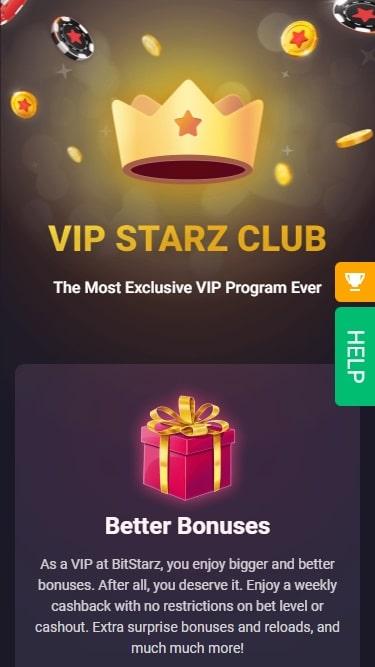 VIP STARZ CLUB
The Most Exclusive VIP Program Ever
HELP
Better Bonuses
As a VIP at BitStarz, you enjoy bigger and better
bonuses. After all, you deserve it. Enjoy a weekly
cashback with no restrictions on bet level or
cashout. Extra surprise bonuses and reloads, and
much much more!